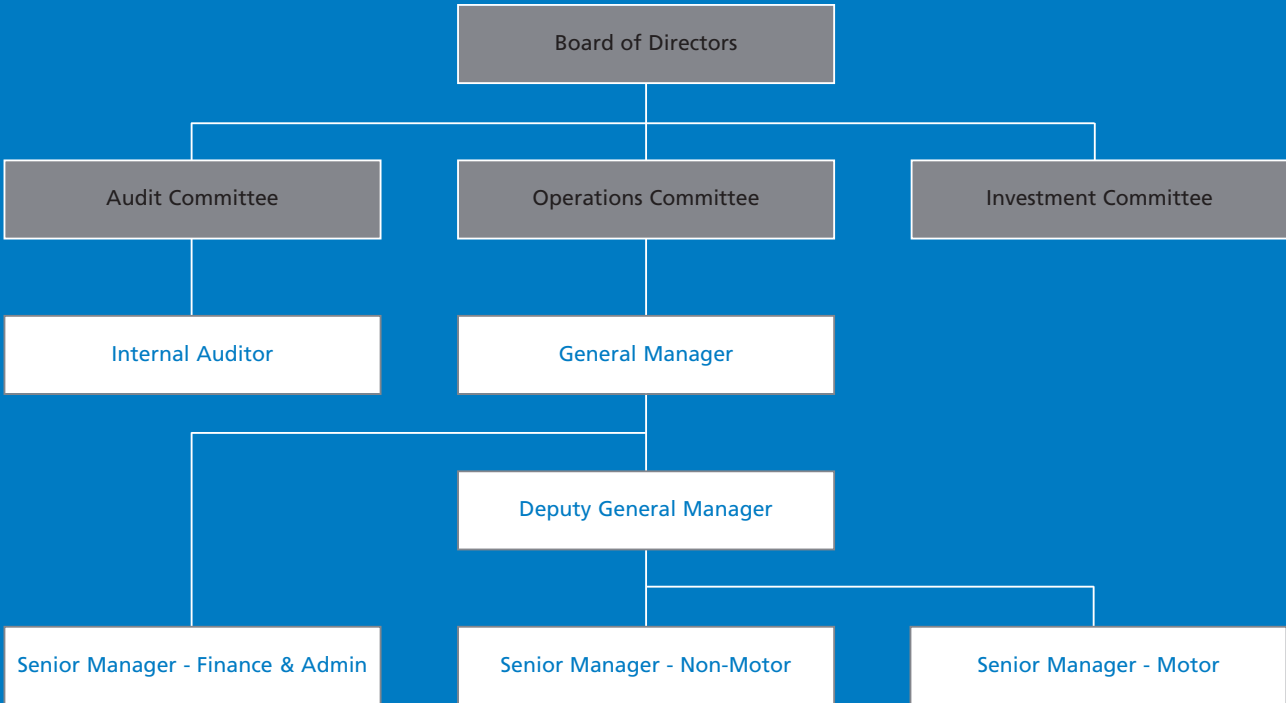 Board of Directors
Audit Committee
Operations Committee
Investment Committee
Internal Auditor
General Manager
Deputy General Manager
Senior Manager - Finance & Admin
Senior Manager - Non-Motor
Senior Manager - Motor